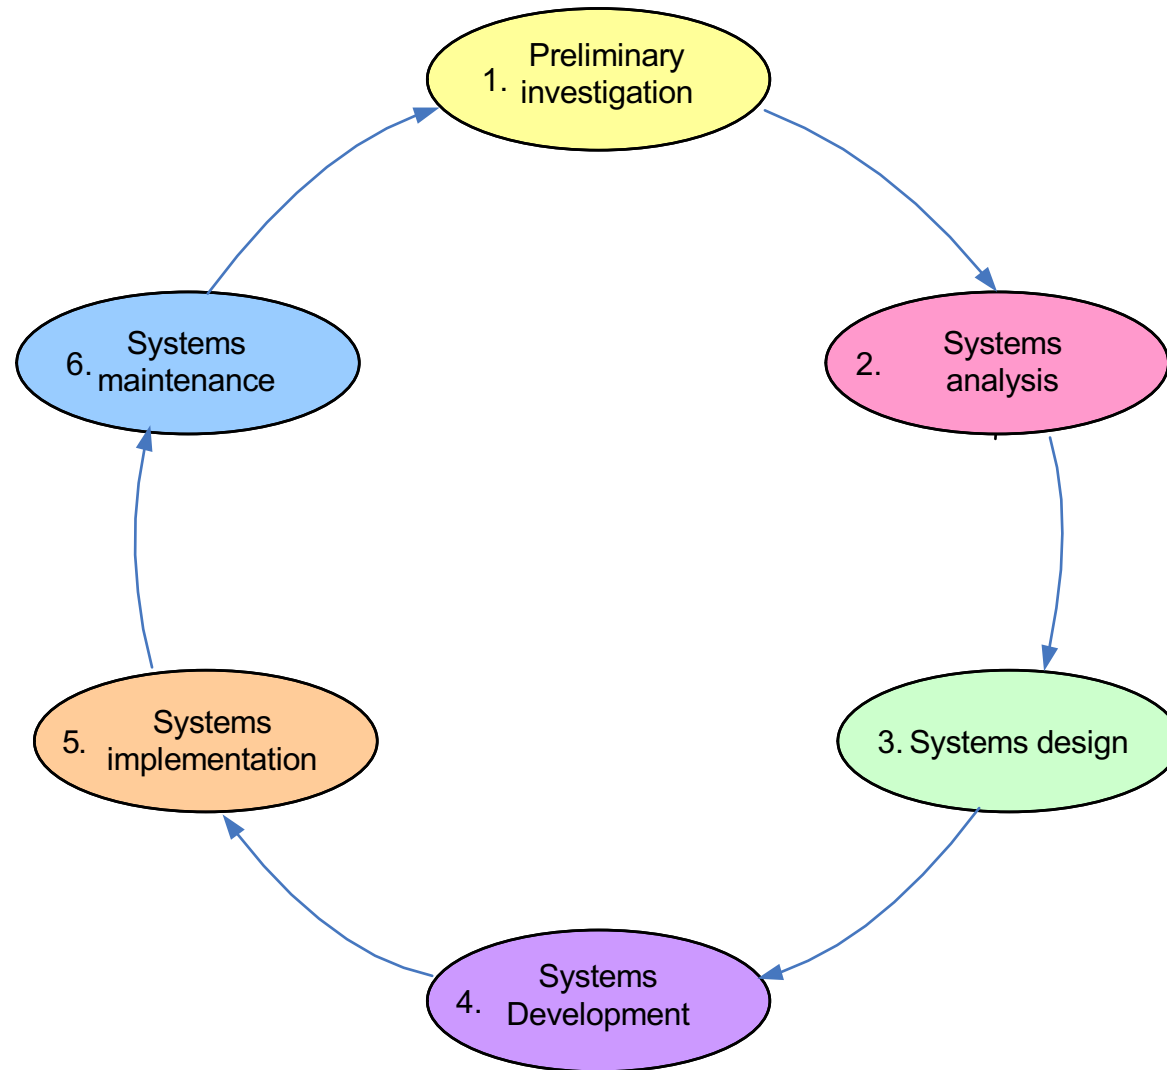 1. Preliminary
investigation
2. Systems
analysis
3. Systems design
4. Systems
Development
5. Systems
implementation
6. Systems
maintenance